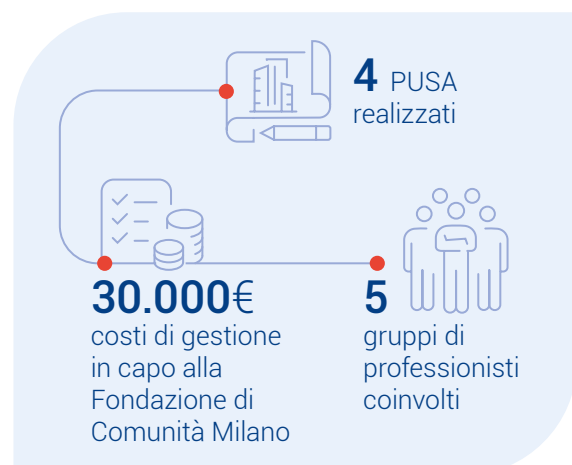 4 PUSA
realizzati
30.000€
costi di gestione
in capo alla
Fondazione di
Comunità Milano
5
gruppi di
professionisti
coinvolti